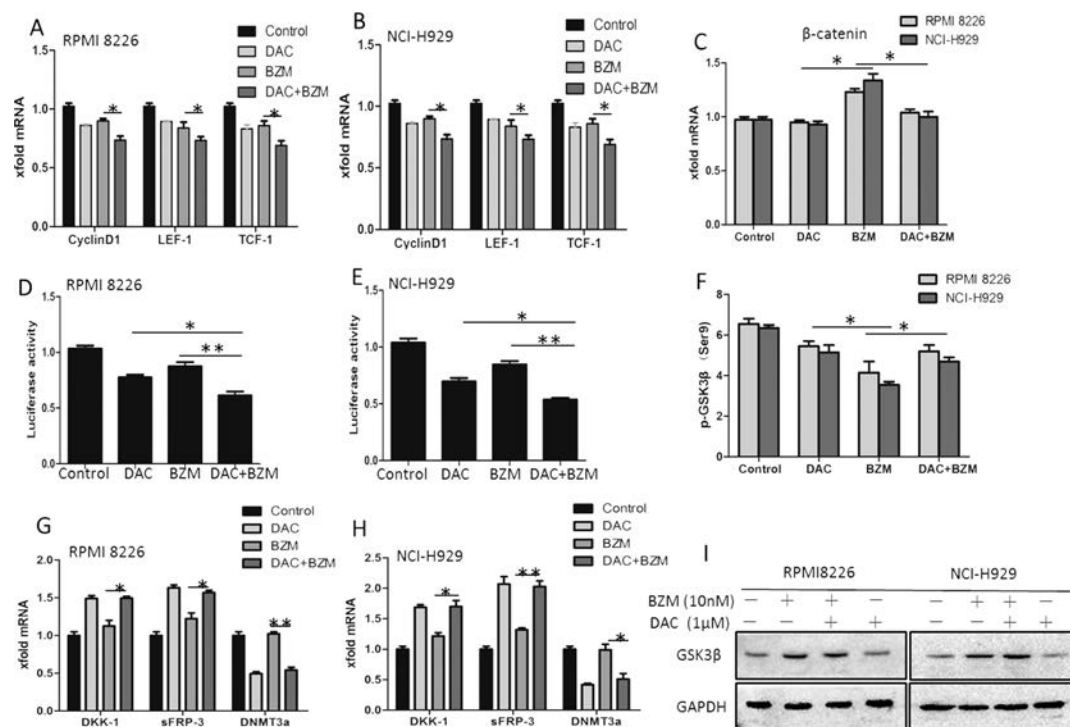 A
RPMI 8226
Control
DAC
BZM
DAC+BZM
xfold mRNA
1.5
1.0
0.5
0.0
* * *
CyclinD1 LEF-1 TCF-1
B
NCI-H929
Control
DAC
BZM
DAC+BZM
xfold mRNA
1.5
1.0
0.5
0.0
* * *
CyclinD1 LEF-1 TCF-1
C
β-catenin
RPMI 8226
NCI-H929
xfold mRNA
1.5
1.0
0.5
0.0
* *
Control DAC BZM DAC+BZM
D
RPMI 8226
Luciferase activity
1.5
1.0
0.5
0.0
*
**
Control DAC BZM DAC+BZM
E
NCI-H929
Luciferase activity
1.5
1.0
0.5
0.0
*
**
Control DAC BZM DAC+BZM
F
RPMI 8226
NCI-H929
p-GSK3β (Ser9)
8
6
4
2
0
* *
Control DAC BZM DAC+BZM
G
RPMI 8226
Control
DAC
BZM
DAC+BZM
xfold mRNA
2.0
1.5
1.0
0.5
0.0
* * **
DKK-1 sFRP-3 DNMT3a
H
NCI-H929
Control
DAC
BZM
DAC+BZM
xfold mRNA
2.5
2.0
1.5
1.0
0.5
0.0
* ** *
DKK-1 sFRP-3 DNMT3a
I
RPMI8226 NCI-H929
BZM (10nM) − + + − − + + −
DAC (1μM) − − + + − − + +
GSK3β
GAPDH